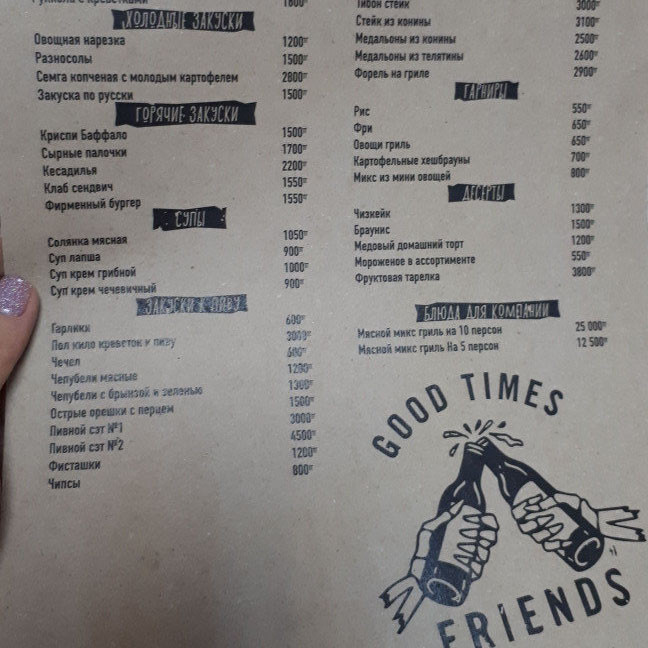 Руккола с креветками 1800₸
ХОЛОДНЫЕ ЗАКУСКИ
Овощная нарезка 1200₸
Разносолы 1500₸
Семга копченая с молодым картофелем 2800₸
Закуска по русски 1500₸
ГОРЯЧИЕ ЗАКУСКИ
Криспи Баффало 1500₸
Сырные палочки 1700₸
Кесадилья 2200₸
Клаб сендвич 1550₸
Фирменный бургер 1550₸
СУПЫ
Солянка мясная 1050₸
Суп лапша 900₸
Суп крем грибной 1000₸
Суп крем чечевичный 900₸
ЗАКУСКИ К ПИВУ
Гарлики 600₸
Пол кило креветок к пиву 3000₸
Чечел 600₸
Чепубели мясные 1200₸
Чепубели с брынзой и зеленью 1300₸
Острые орешки с перцем 1500₸
Пивной сэт №1 3000₸
Пивной сэт №2 4500₸
Фисташки 1200₸
Чипсы 800₸
Тибон стейк 3000₸
Стейк из конины 3100₸
Медальоны из конины 2500₸
Медальоны из телятины 2600₸
Форель на гриле 2900₸
ГАРНИРЫ
Рис 550₸
Фри 650₸
Овощи гриль 650₸
Картофельные хешбрауны 700₸
Микс из мини овощей 800₸
ДЕСЕРТЫ
Чизкейк 1300₸
Браунис 1500₸
Медовый домашний торт 1200₸
Мороженое в ассортименте 550₸
Фруктовая тарелка 3800₸
БЛЮДА ДЛЯ КОМПАНИИ
Мясной микс гриль на 10 персон 25 000₸
Мясной микс гриль На 5 персон 12 500₸
GOOD TIMES
FRIENDS